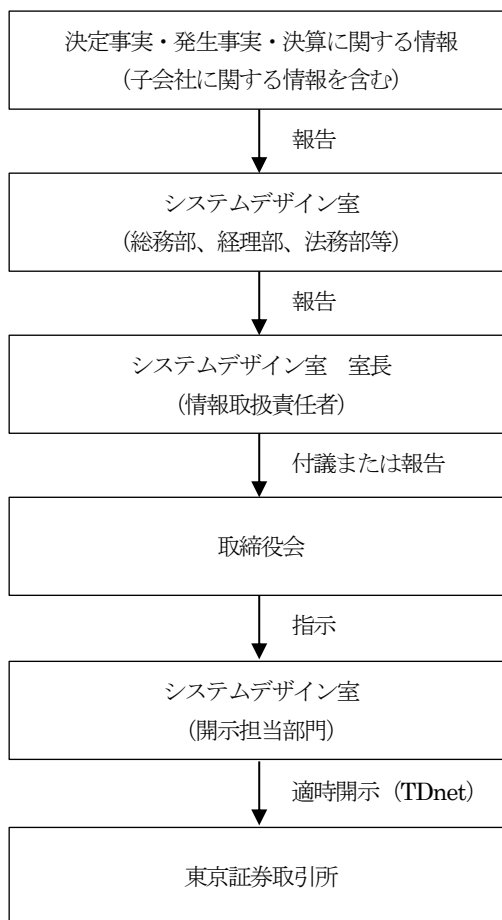 決定事実・発生事実・決算に関する情報
(子会社に関する情報を含む)
報告
システムデザイン室
(総務部、経理部、法務部等)
報告
システムデザイン室　室長
(情報取扱責任者)
付議または報告
取締役会
指示
システムデザイン室
(開示担当部門)
適時開示（TDnet）
東京証券取引所